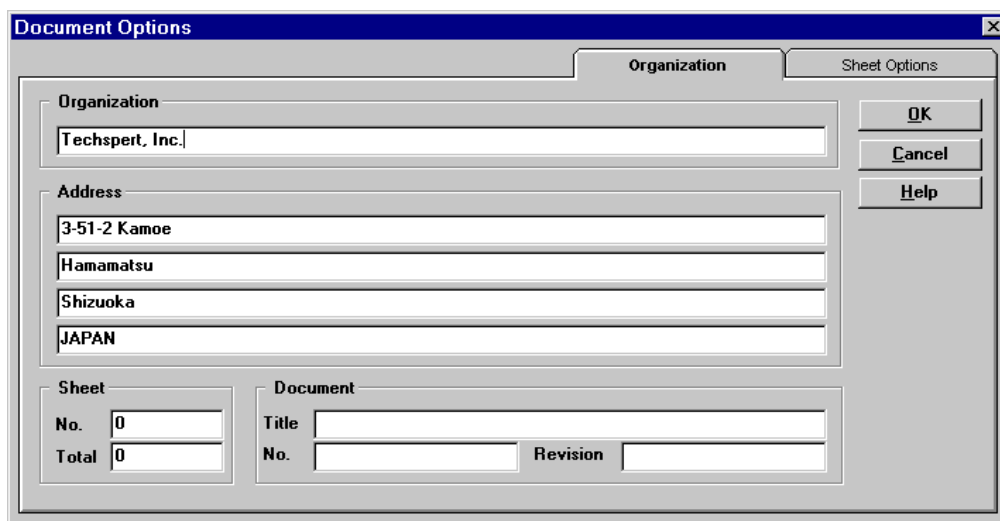 Document Options
Organization Sheet Options
Organization
Techspert, Inc.
OK
Cancel
Help
Address
3-51-2 Kamoe
Hamamatsu
Shizuoka
JAPAN
Sheet
No. 0
Total 0
Document
Title
No. Revision